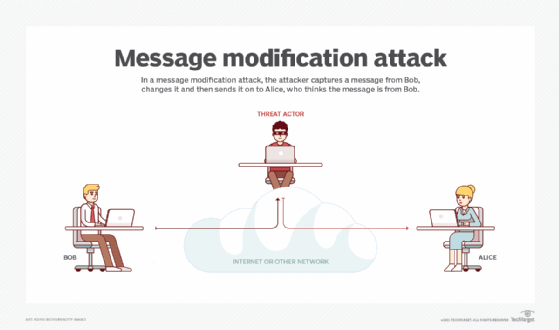 Message modification attack
In a message modification attack, the attacker captures a message from Bob,
changes it and then sends it on to Alice, who thinks the message is from Bob.
THREAT ACTOR
BOB
ALICE
INTERNET OR OTHER NETWORK
TechTarget